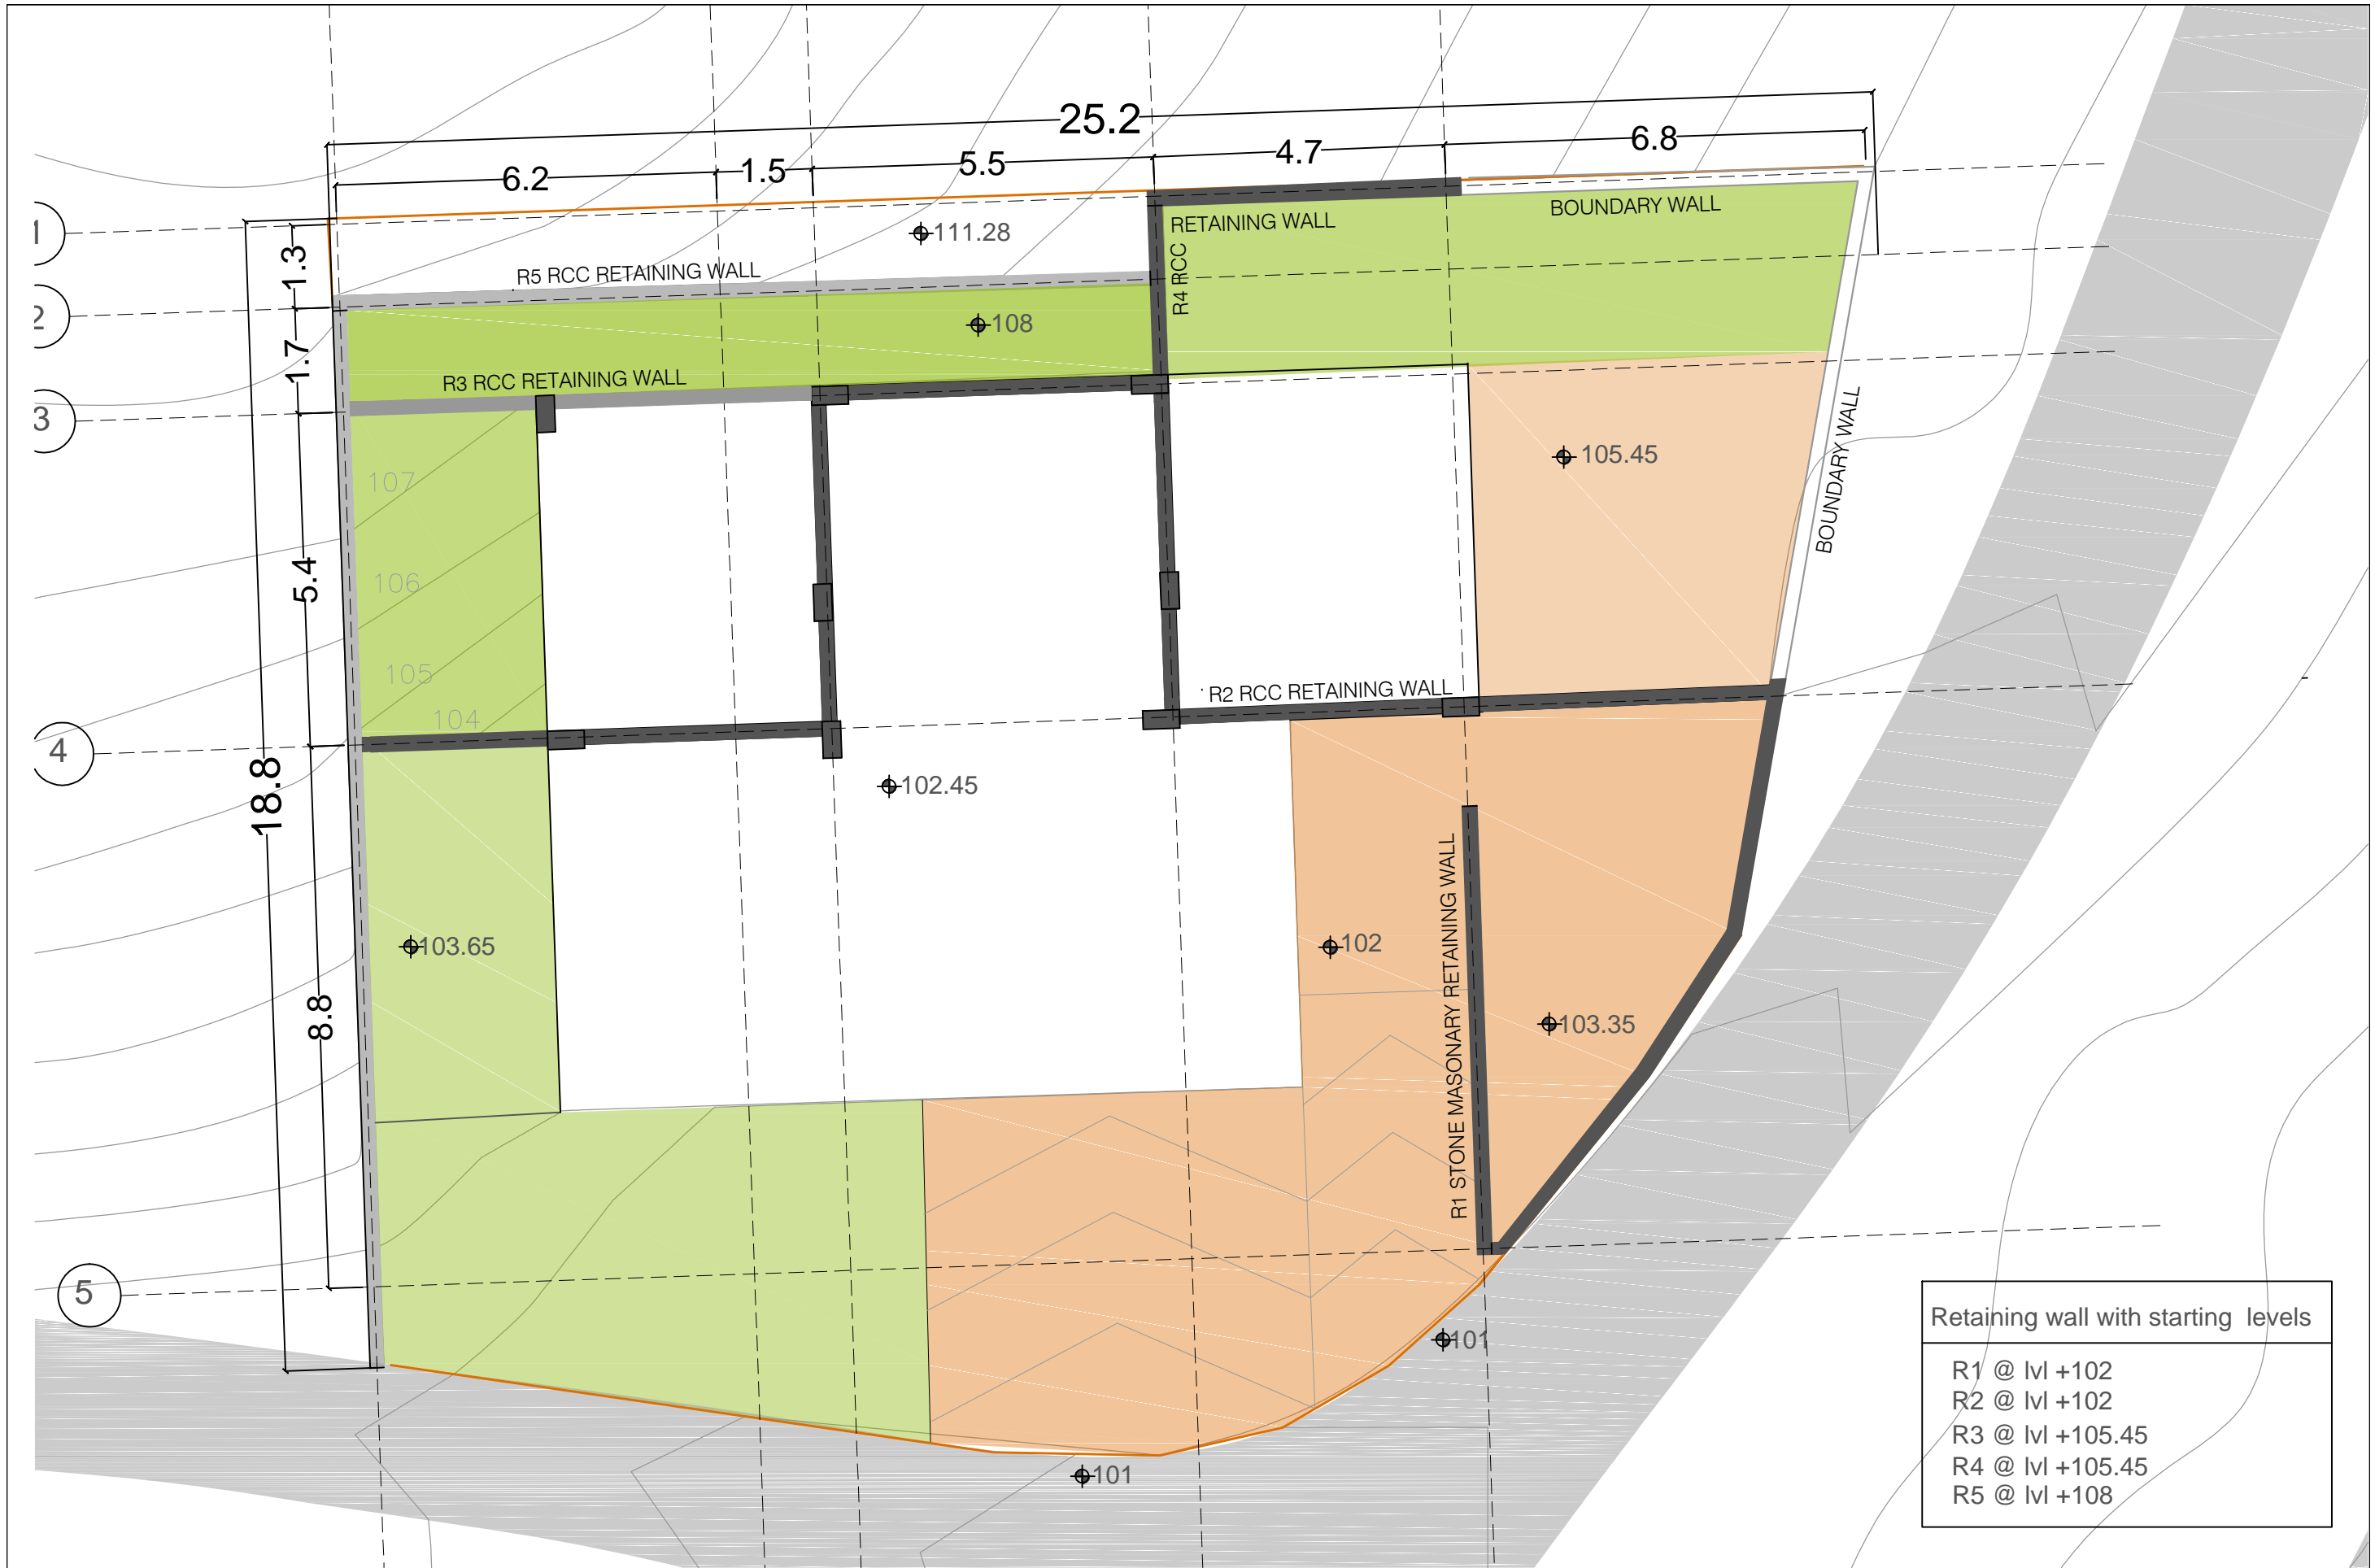 25.2
6.2
1.5
5.5
4.7
6.8
1
2
3
4
5
1.3
1.7
5.4
8.8
18.8
111.28
R5 RCC RETAINING WALL
RETAINING WALL
R4 RCC
BOUNDARY WALL
108
R3 RCC RETAINING WALL
107
106
105
104
105.45
BOUNDARY WALL
R2 RCC RETAINING WALL
102.45
103.65
102
R1 STONE MASONARY RETAINING WALL
103.35
101
101
Retaining wall with starting levels
R1 @ lvl +102
R2 @ lvl +102
R3 @ lvl +105.45
R4 @ lvl +105.45
R5 @ lvl +108